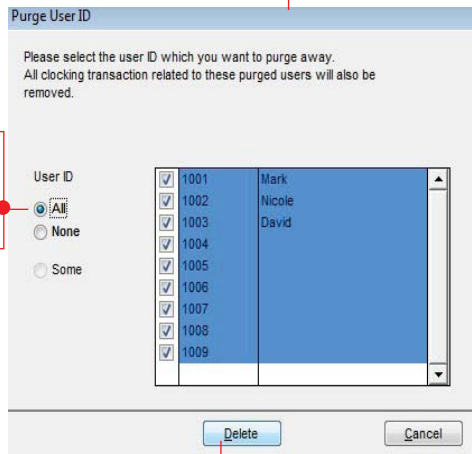 Purge User ID
Please select the user ID which you want to purge away.
All clocking transaction related to these purged users will also be
removed.
User ID
All
None
Some
1001 Mark
1002 Nicole
1003 David
1004
1005
1006
1007
1008
1009
Delete Cancel